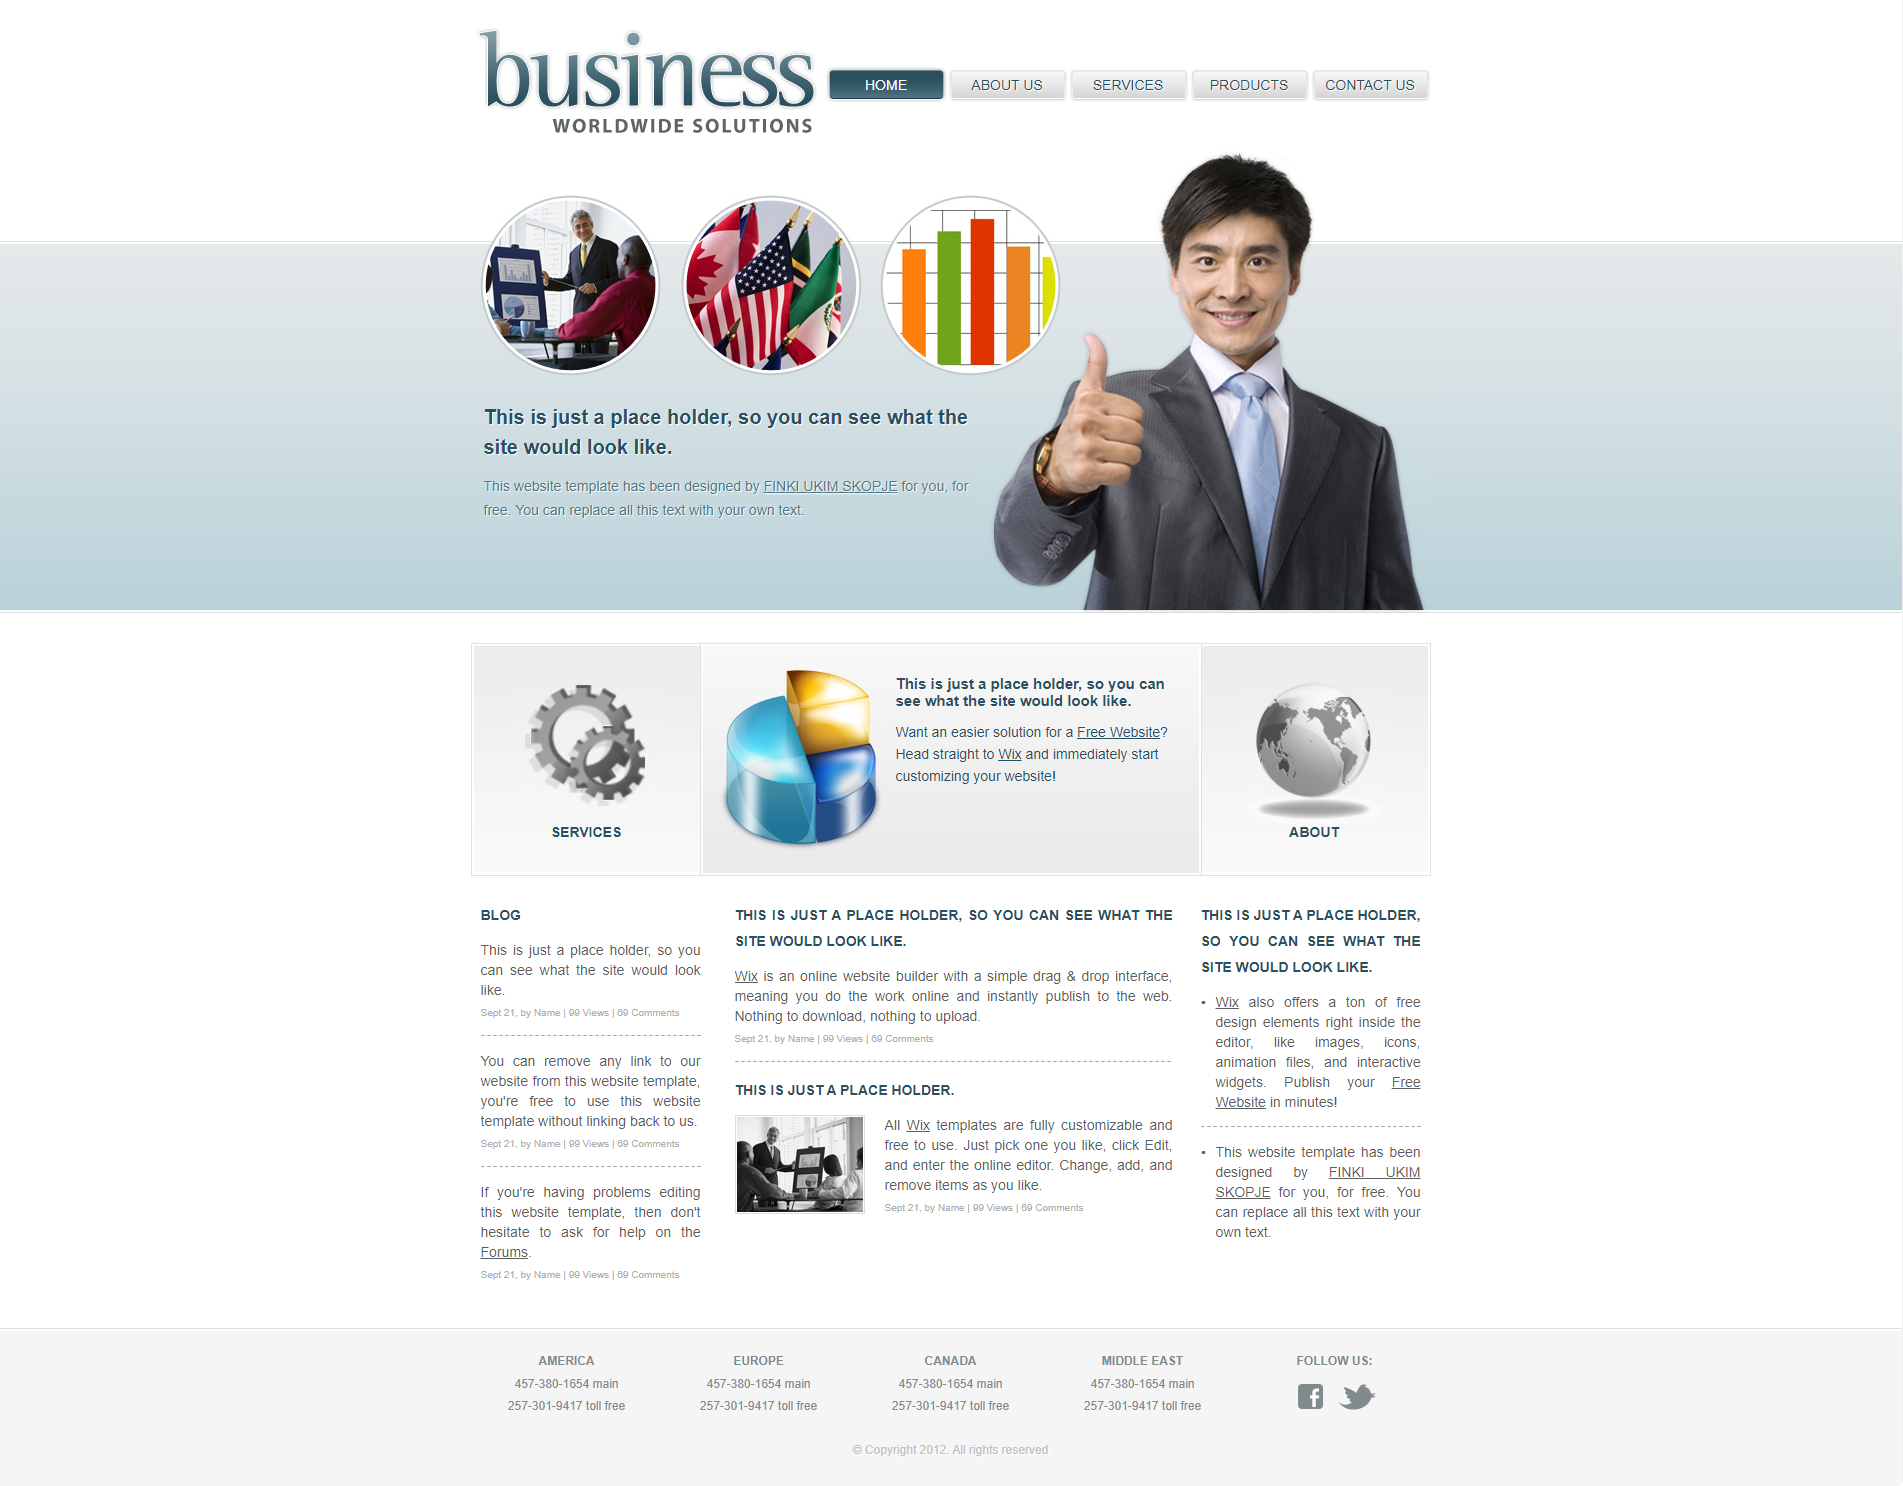 business
WORLDWIDE SOLUTIONS
HOME
ABOUT US
SERVICES
PRODUCTS
CONTACT US
This is just a place holder, so you can see what the
site would look like.
This website template has been designed by FINKI UKIM SKOPJE for you, for
free. You can replace all this text with your own text.
SERVICES
This is just a place holder, so you can
see what the site would look like.
Want an easier solution for a Free Website?
Head straight to Wix and immediately start
customizing your website!
ABOUT
BLOG
This is just a place holder, so you
can see what the site would look
like.
Sept 21, by Name | 99 Views | 69 Comments
You can remove any link to our
website from this website template,
you're free to use this website
template without linking back to us.
Sept 21, by Name | 99 Views | 69 Comments
If you're having problems editing
this website template, then don't
hesitate to ask for help on the
Forums.
Sept 21, by Name | 99 Views | 69 Comments
THIS IS JUST A PLACE HOLDER, SO YOU CAN SEE WHAT THE
SITE WOULD LOOK LIKE.
Wix is an online website builder with a simple drag & drop interface,
meaning you do the work online and instantly publish to the web.
Nothing to download, nothing to upload.
Sept 21, by Name | 99 Views | 69 Comments
THIS IS JUST A PLACE HOLDER.
All Wix templates are fully customizable and
free to use. Just pick one you like, click Edit,
and enter the online editor. Change, add, and
remove items as you like.
Sept 21, by Name | 99 Views | 69 Comments
THIS IS JUST A PLACE HOLDER,
SO YOU CAN SEE WHAT THE
SITE WOULD LOOK LIKE.
• Wix also offers a ton of free
design elements right inside the
editor, like images, icons,
animation files, and interactive
widgets. Publish your Free
Website in minutes!
• This website template has been
designed by FINKI UKIM
SKOPJE for you, for free. You
can replace all this text with your
own text.
AMERICA
457-380-1654 main
257-301-9417 toll free
EUROPE
457-380-1654 main
257-301-9417 toll free
CANADA
457-380-1654 main
257-301-9417 toll free
MIDDLE EAST
457-380-1654 main
257-301-9417 toll free
FOLLOW US:
© Copyright 2012. All rights reserved